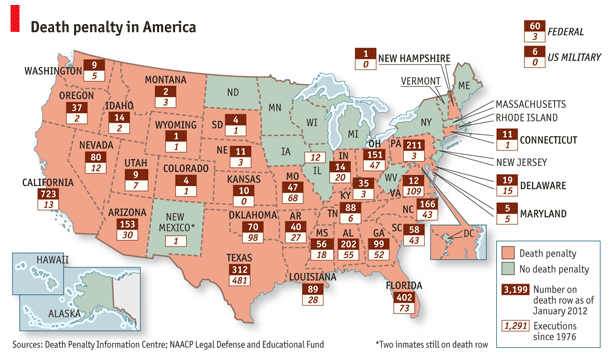 Death penalty in America
60
3
FEDERAL
6
0
US MILITARY
1
0
NEW HAMPSHIRE
VERMONT
ME
MASSACHUSETTS
RHODE ISLAND
11
1
CONNECTICUT
NEW JERSEY
19
15
DELAWARE
5
5
MARYLAND
WASHINGTON
9
5
OREGON
37
2
IDAHO
14
2
MONTANA
2
3
WYOMING
1
1
NEVADA
80
12
UTAH
9
7
COLORADO
4
1
CALIFORNIA
723
13
ARIZONA
153
30
NEW
MEXICO*
1
ND
SD
4
1
NE
11
3
KANSAS
10
0
OKLAHOMA
70
98
TEXAS
312
481
MN
IA
WI
IL
12
MI
IN
14
20
OH
151
47
PA
211
3
NY
WV
VA
12
109
KY
35
3
MO
47
68
AR
40
27
TN
88
6
NC
166
43
SC
58
43
MS
56
18
AL
202
55
GA
99
52
LOUISIANA
89
28
FLORIDA
402
73
DC
HAWAII
ALASKA
Death penalty
No death penalty
3,199
Number on
death row as of
January 2012
1,291
Executions
since 1976
Sources: Death Penalty Information Centre; NAACP Legal Defense and Educational Fund
*Two inmates still on death row